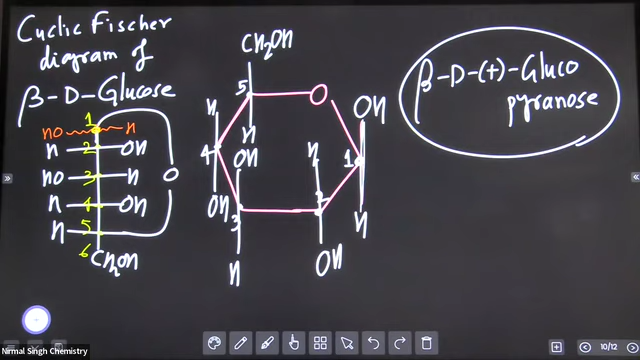 Cyclic Fischer
diagram of
β-D-Glucose
1
HO H
H 2 OH
HO 3 H
H 4 OH
H 5
O
6 CH2OH
CH2OH
5 O
H OH
4 H H 1
OH
OH 3 2
H H
OH
β-D-(+)-Gluco
pyranose
Nirmal Singh Chemistry
10/12